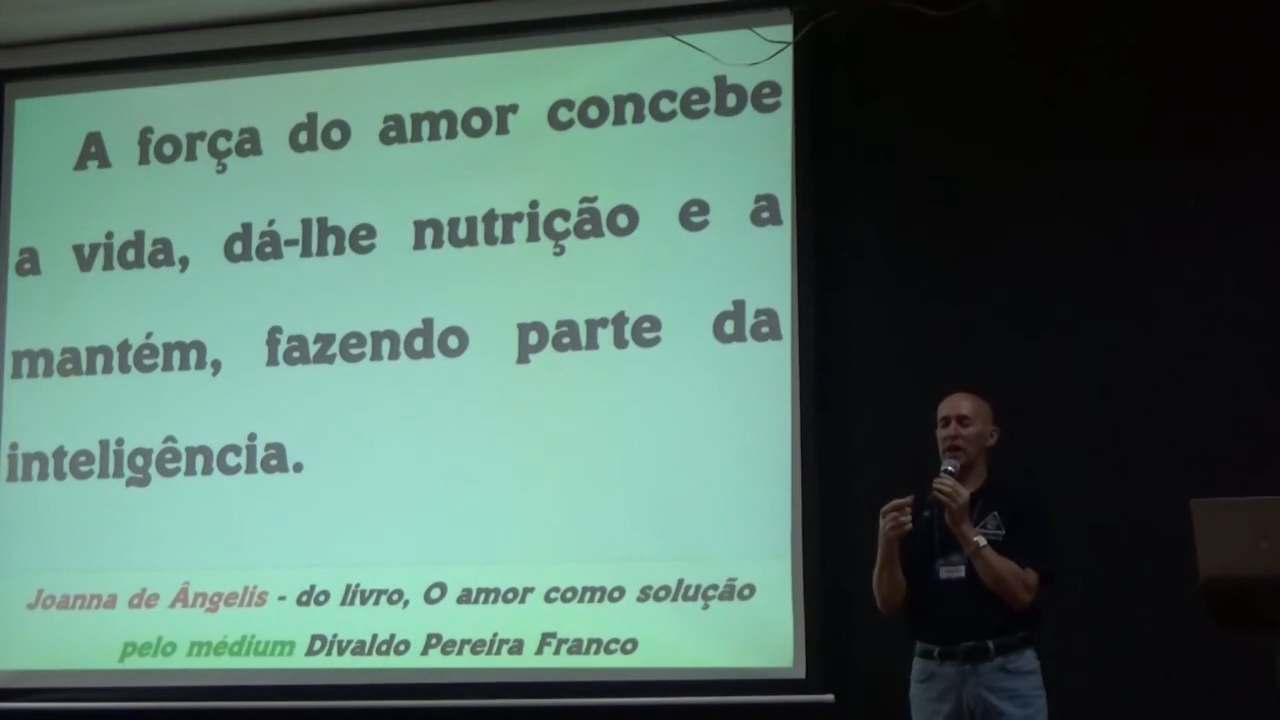 A força do amor concebe
a vida, dá-lhe nutrição e a
mantém, fazendo parte da
inteligência.
Joanna de Ângelis - do livro, O amor como solução
pelo médium Divaldo Pereira Franco